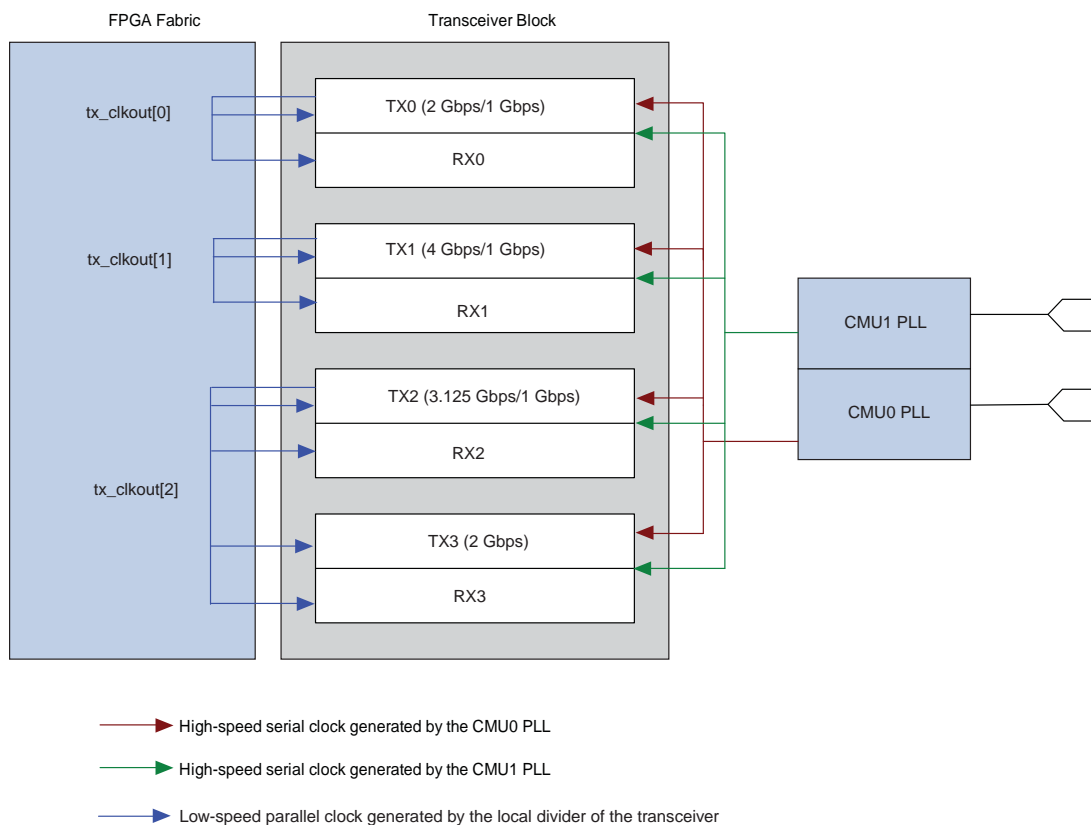 FPGA Fabric
Transceiver Block
tx_clkout[0]
TX0 (2 Gbps/1 Gbps)
RX0
tx_clkout[1]
TX1 (4 Gbps/1 Gbps)
RX1
CMU1 PLL
CMU0 PLL
tx_clkout[2]
TX2 (3.125 Gbps/1 Gbps)
RX2
TX3 (2 Gbps)
RX3
High-speed serial clock generated by the CMU0 PLL
High-speed serial clock generated by the CMU1 PLL
Low-speed parallel clock generated by the local divider of the transceiver